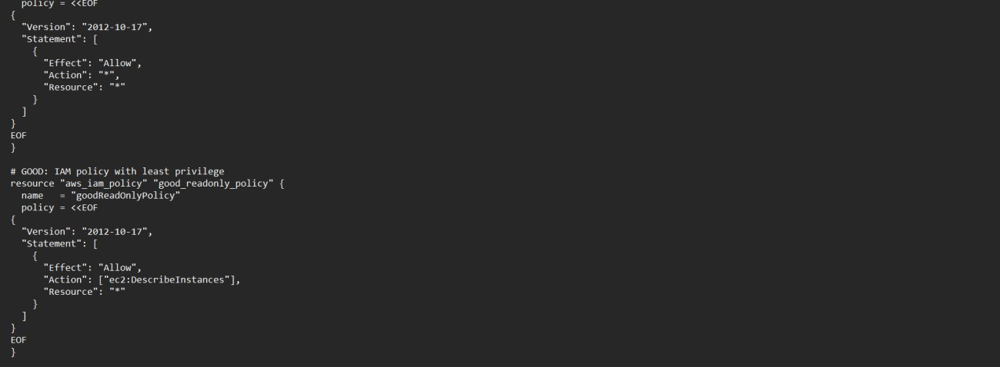 policy = <<EOF
{
  "Version": "2012-10-17",
  "Statement": [
    {
      "Effect": "Allow",
      "Action": "*",
      "Resource": "*"
    }
  ]
}
EOF
}

# GOOD: IAM policy with least privilege
resource "aws_iam_policy" "good_readonly_policy" {
  name   = "goodReadOnlyPolicy"
  policy = <<EOF
{
  "Version": "2012-10-17",
  "Statement": [
    {
      "Effect": "Allow",
      "Action": ["ec2:DescribeInstances"],
      "Resource": "*"
    }
  ]
}
EOF
}